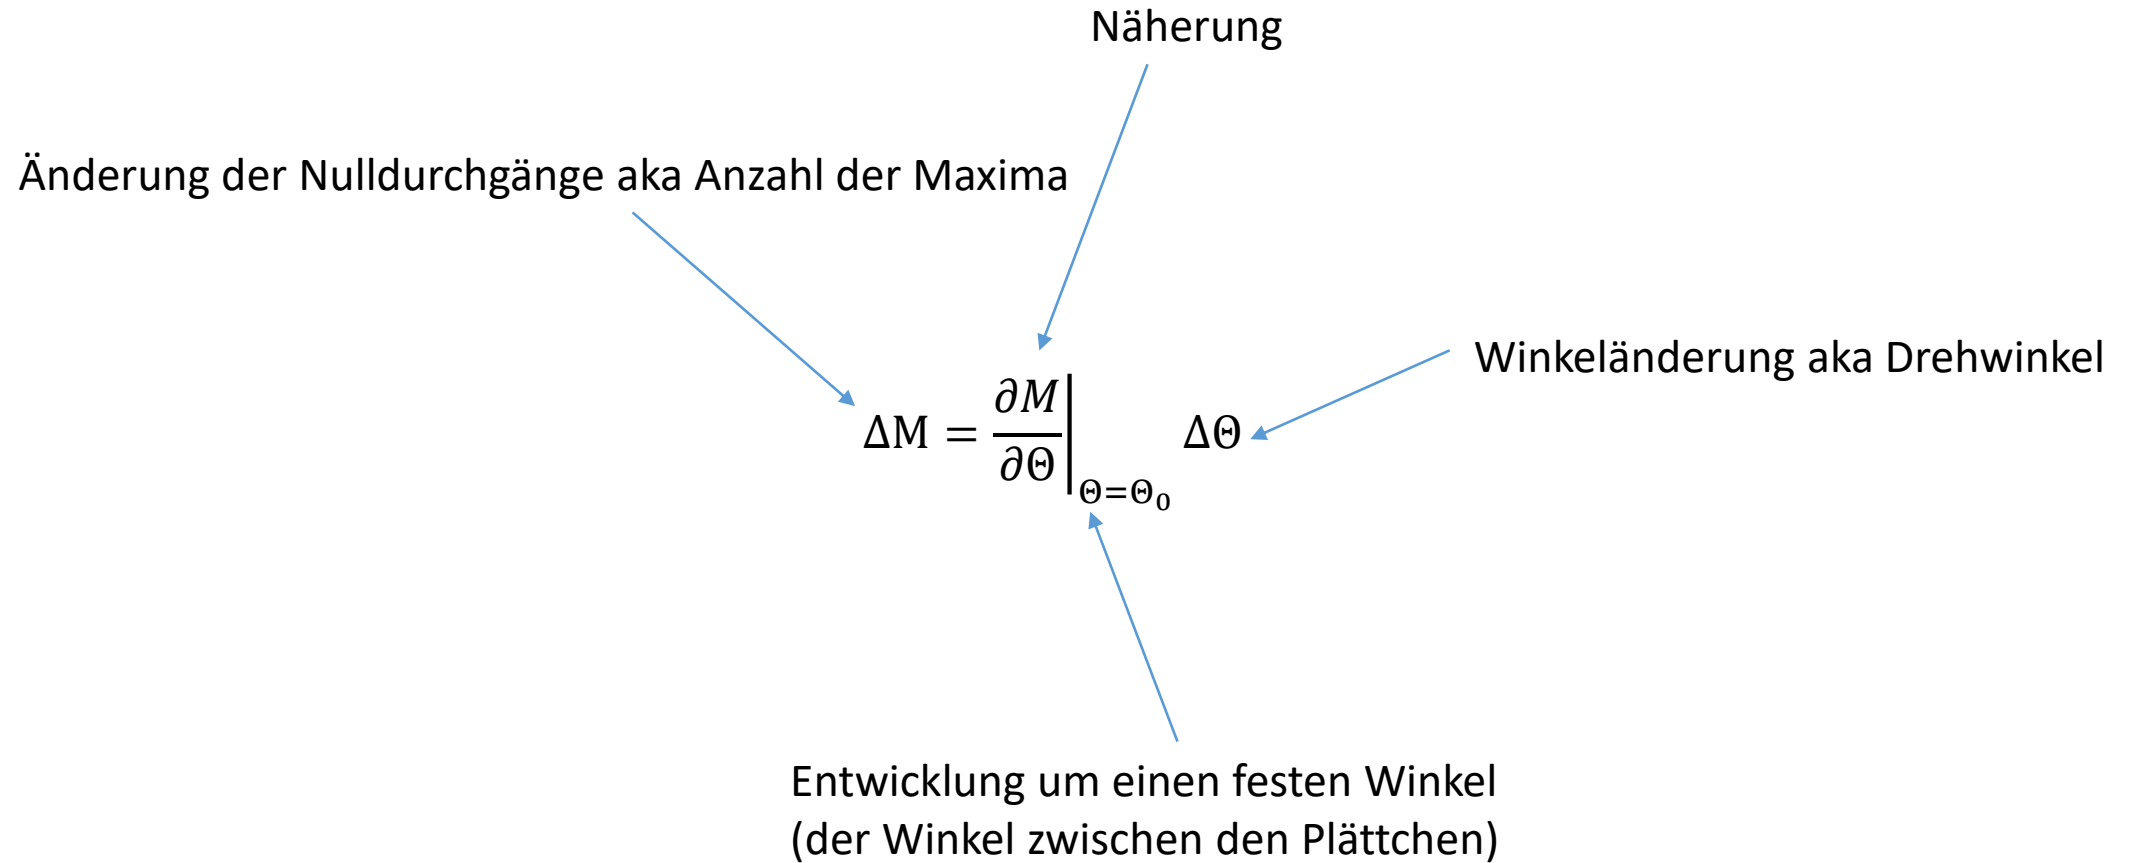 Näherung
Änderung der Nulldurchgänge aka Anzahl der Maxima
Winkeländerung aka Drehwinkel
ΔM = ∂M/∂Θ|Θ=Θ₀ ΔΘ
Entwicklung um einen festen Winkel
(der Winkel zwischen den Plättchen)